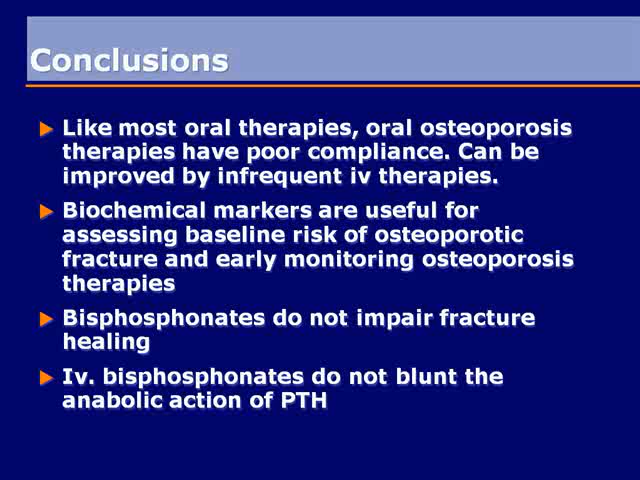 Conclusions
Like most oral therapies, oral osteoporosis
therapies have poor compliance. Can be
improved by infrequent iv therapies.
Biochemical markers are useful for
assessing baseline risk of osteoporotic
fracture and early monitoring osteoporosis
therapies
Bisphosphonates do not impair fracture
healing
Iv. bisphosphonates do not blunt the
anabolic action of PTH